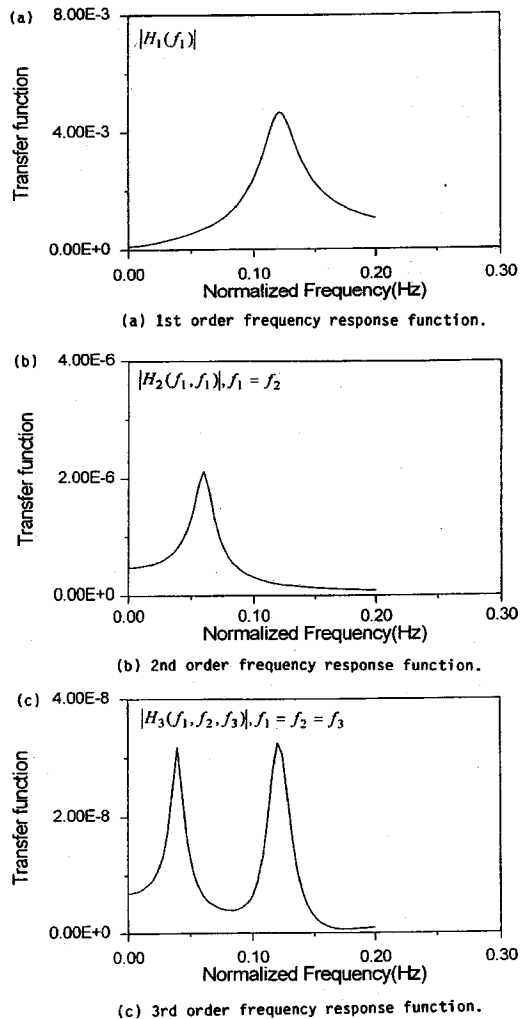 (a)
8.00E-3
|H₁(f₁)|
4.00E-3
Transfer function
0.00E+0
0.00 0.10 0.20 0.30
Normalized Frequency(Hz)
(a) 1st order frequency response function.
(b)
4.00E-6
|H₂(f₁,f₁)|, f₁ = f₂
2.00E-6
Transfer function
0.00E+0
0.00 0.10 0.20 0.30
Normalized Frequency(Hz)
(b) 2nd order frequency response function.
(c)
4.00E-8
|H₃(f₁,f₂,f₃)|, f₁ = f₂ = f₃
2.00E-8
Transfer function
0.00E+0
0.00 0.10 0.20 0.30
Normalized Frequency(Hz)
(c) 3rd order frequency response function.